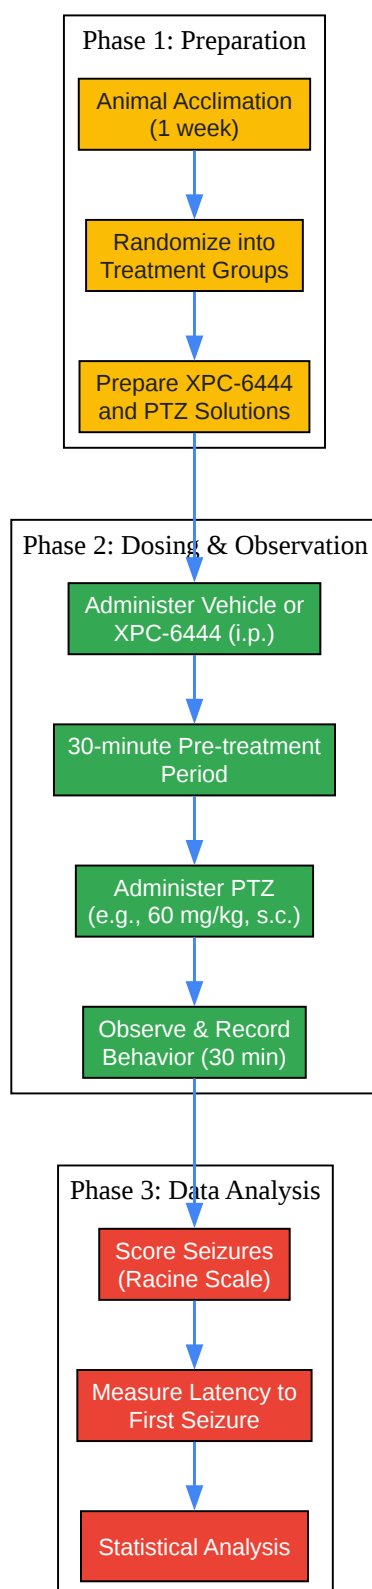 Phase 1: Preparation
Animal Acclimation
(1 week)
Randomize into
Treatment Groups
Prepare XPC-6444
and PTZ Solutions
Phase 2: Dosing & Observation
Administer Vehicle or
XPC-6444 (i.p.)
30-minute Pre-treatment
Period
Administer PTZ
(e.g., 60 mg/kg, s.c.)
Observe & Record
Behavior (30 min)
Phase 3: Data Analysis
Score Seizures
(Racine Scale)
Measure Latency to
First Seizure
Statistical Analysis